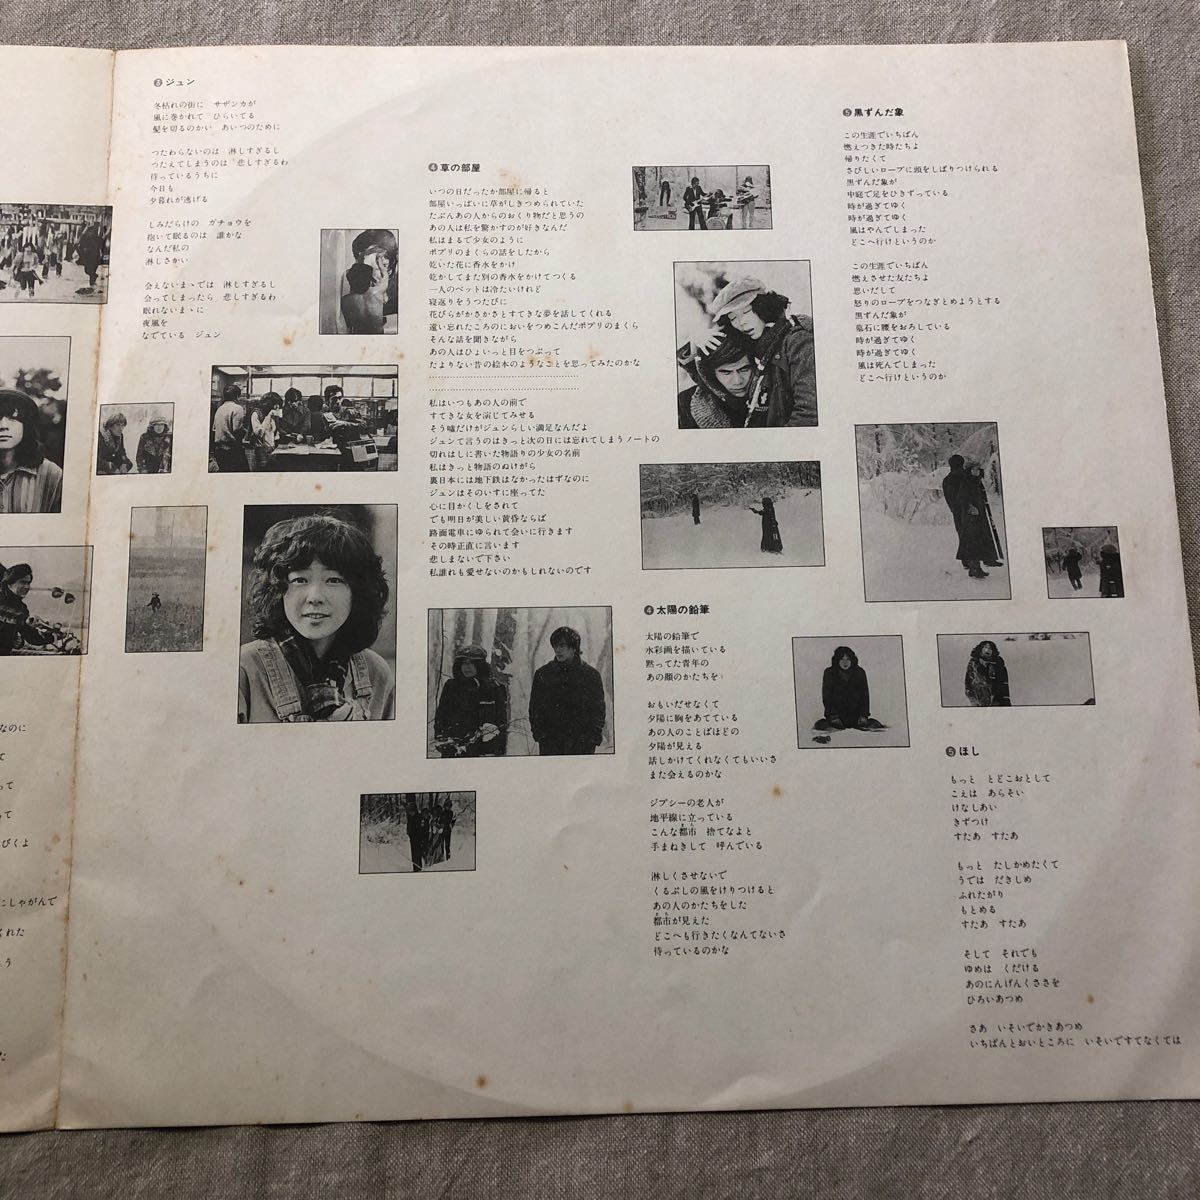 なのに
て
って
って
びくよ
にしゃがんで
くれた
こう
た
❸ジュン
冬枯れの街に　サザンカが
風に巻かれて　ひらいてる
髪を切るのかい　あいつのために
つたわらないのは　淋しすぎるし
つたえてしまうのは　悲しすぎるわ
待っているうちに
今日も
夕暮れが逃げる
しみだらけの　ガチョウを
抱いて眠るのは　誰かな
なんだ私の
淋しさかい
会えないまゝでは　淋しすぎるし
会ってしまったら　悲しすぎるわ
眠れないまゝに
夜風を
なでている　ジュン
❹草の部屋
いつの日だったか部屋に帰ると
部屋いっぱいに草がしきつめられていた
たぶんあの人からのおくり物だと思うの
あの人は私を驚かすのが好きなんだ
私はまるで少女のように
ポプリのまくらの話をしたから
乾いた花に香水をかけ
乾かしてまた別の香水をかけてつくる
一人のベットは冷たいけれど
寝返りをうつたびに
花びらがかさかさとすてきな夢を話してくれる
遠い忘れたころのにおいをつめこんだポプリのまくら
そんな話を聞きながら
あの人はひょいっと目をつぶって
たよりない昔の絵本のようなことを思ってみたのかな
私はいつもあの人の前で
すてきな女を演じてみせる
そう嘘だけがジュンらしい満足なんだよ
ジュンて言うのはきっと次の日には忘れてしまうノートの
切れはしに書いた物語りの少女の名前
私はきっと物語のぬけがら
裏日本には地下鉄はなかったはずなのに
ジュンはそのいすに座ってた
心に目かくしをされて
でも明日が美しい黄昏ならば
路面電車にゆられて会いに行きます
その時正直に言います
悲しまないで下さい
私誰れも愛せないのかもしれないのです
❹太陽の鉛筆
太陽の鉛筆で
水彩画を描いている
黙ってた青年の
あの顔のかたちを
おもいだせなくて
夕陽に胸をあてている
あの人のことばほどの
夕陽が見える
話しかけてくれなくてもいいさ
また会えるのかな
ジプシーの老人が
地平線に立っている
こんな都市　捨てなよと
手まねきして　呼んでいる
淋しくさせないで
くるぶしの風をけりつけると
あの人のかたちをした
都市が見えた
どこへも行きたくなんてないさ
待っているのかな
❺黒ずんだ象
この生涯でいちばん
燃えつきた時たちよ
帰りたくて
さびしいロープに頭をしばりつけられる
黒ずんだ象が
中庭で足をひきずっている
時が過ぎてゆく
時が過ぎてゆく
風はやんでしまった
どこへ行けというのか
この生涯でいちばん
燃えさせた友たちよ
思いだして
怒りのロープをつなぎとめようとする
黒ずんだ象が
墓石に腰をおろしている
時が過ぎてゆく
時が過ぎてゆく
風は死んでしまった
どこへ行けというのか
❺ほし
もっと　とどこおとして
こえは　あらそい
けなしあい
きずつけ
すたあ　すたあ
もっと　たしかめたくて
うでは　だきしめ
ふれたがり
もとめる
すたあ　すたあ
そして　それでも
ゆめは　くだける
あのにんげんくささを
ひろいあつめ
さあ　いそいでかきあつめ
いちばんとおいところに　いそいですてなくては